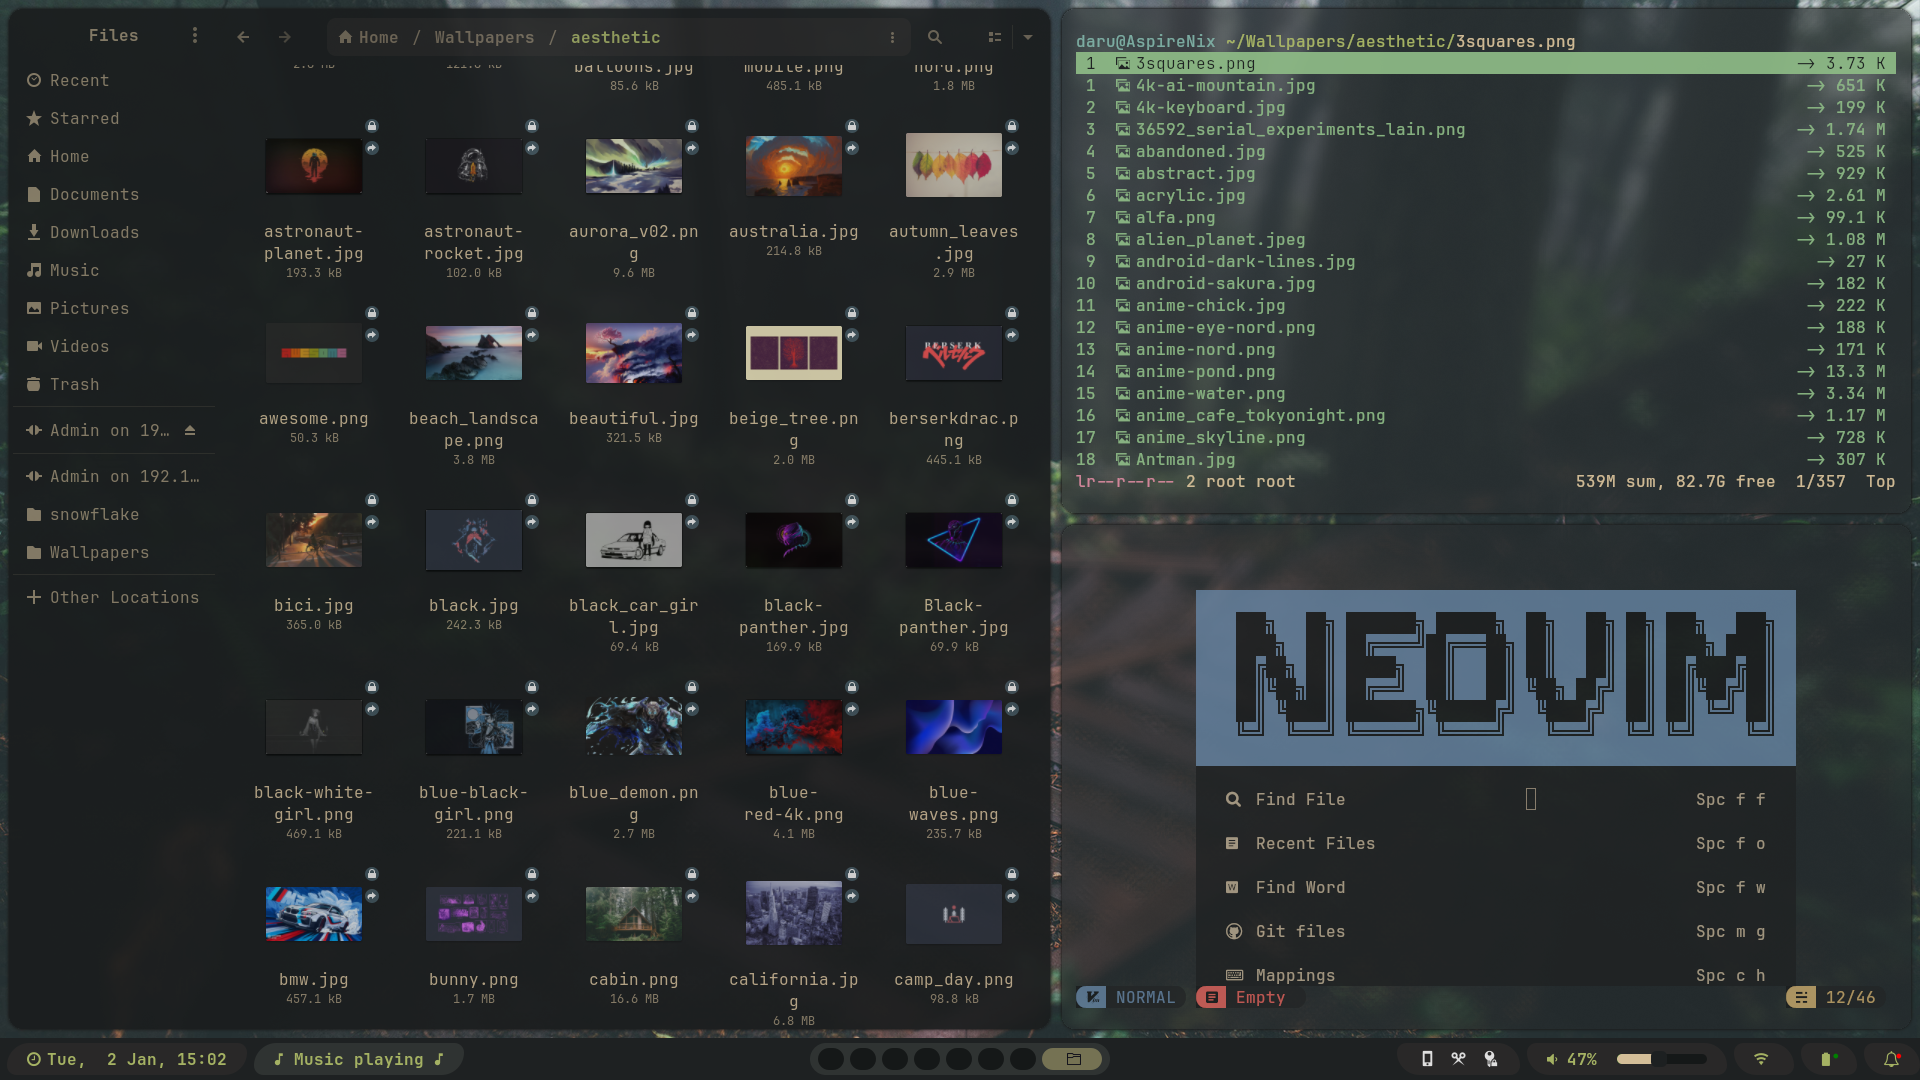 Files
Home / Wallpapers / aesthetic
Recent
Starred
Home
Documents
Downloads
Music
Pictures
Videos
Trash
Admin on 19…
Admin on 192.1…
snowflake
Wallpapers
Other Locations
balloons.jpg
mobile.png
nord.png
85.6 kB
485.1 kB
1.8 MB
astronaut-
planet.jpg
193.3 kB
astronaut-
rocket.jpg
102.0 kB
aurora_v02.pn
g
9.6 MB
australia.jpg
214.8 kB
autumn_leaves
.jpg
2.9 MB
awesome.png
50.3 kB
beach_landsca
pe.png
3.8 MB
beautiful.jpg
321.5 kB
beige_tree.pn
g
2.0 MB
BERSERK
berserkdrac.p
ng
445.1 kB
bici.jpg
365.0 kB
black.jpg
242.3 kB
black_car_gir
l.jpg
69.4 kB
black-
panther.jpg
169.9 kB
Black-
panther.jpg
69.9 kB
black-white-
girl.png
469.1 kB
blue-black-
girl.png
221.1 kB
blue_demon.pn
g
2.7 MB
blue-
red-4k.png
4.1 MB
blue-
waves.png
235.7 kB
bmw.jpg
457.1 kB
bunny.png
1.7 MB
cabin.png
16.6 MB
california.jp
g
6.8 MB
camp_day.png
98.8 kB
daru@AspireNix ~/Wallpapers/aesthetic/3squares.png
1 3squares.png -> 3.73 K
1 4k-ai-mountain.jpg -> 651 K
2 4k-keyboard.jpg -> 199 K
3 36592_serial_experiments_lain.png -> 1.74 M
4 abandoned.jpg -> 525 K
5 abstract.jpg -> 929 K
6 acrylic.jpg -> 2.61 M
7 alfa.png -> 99.1 K
8 alien_planet.jpeg -> 1.08 M
9 android-dark-lines.jpg -> 27 K
10 android-sakura.jpg -> 182 K
11 anime-chick.jpg -> 222 K
12 anime-eye-nord.png -> 188 K
13 anime-nord.png -> 171 K
14 anime-pond.png -> 13.3 M
15 anime-water.png -> 3.34 M
16 anime_cafe_tokyonight.png -> 1.17 M
17 anime_skyline.png -> 728 K
18 Antman.jpg -> 307 K
lr--r--r-- 2 root root 539M sum, 82.7G free 1/357 Top
NEOVIM
Find File Spc f f
Recent Files Spc f o
Find Word Spc f w
Git files Spc m g
Mappings Spc c h
NORMAL Empty 12/46
Tue, 2 Jan, 15:02
♪ Music playing ♪
47%